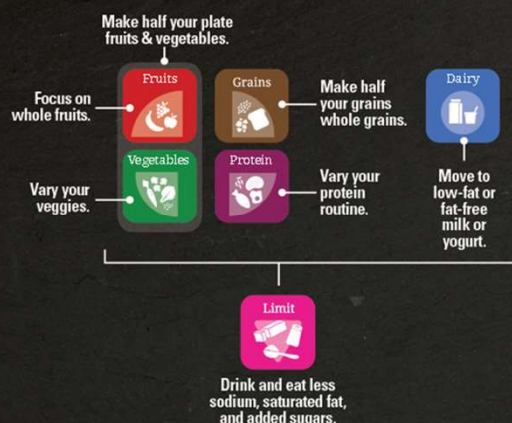 Make half your plate
fruits & vegetables.
Fruits
Focus on
whole fruits.
Grains
Make half
your grains
whole grains.
Dairy
Move to
low-fat or
fat-free
milk or
yogurt.
Vegetables
Vary your
veggies.
Protein
Vary your
protein
routine.
Limit
Drink and eat less
sodium, saturated fat,
and added sugars.